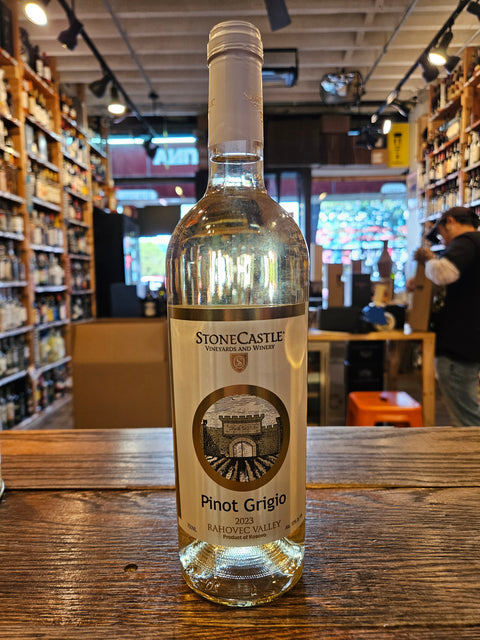 STONECASTLE
VINEYARDS AND WINERY
Pinot Grigio
2023
RAHOVEC VALLEY
Product of Kosovo